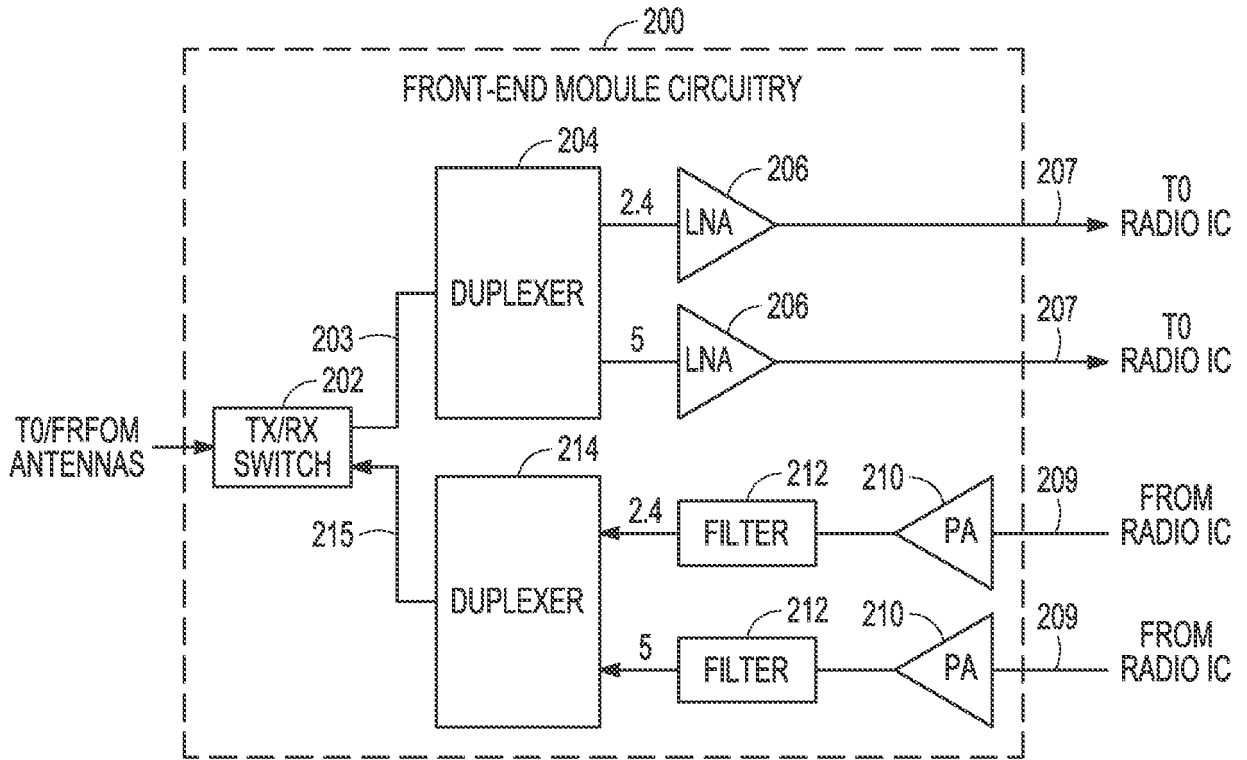 200
FRONT-END MODULE CIRCUITRY
204
206
207
2.4
LNA
TO
RADIO IC
DUPLEXER
206
207
203
5
LNA
TO
RADIO IC
202
TX/RX
SWITCH
T0/FRFOM
ANTENNAS
214
212
210
209
215
2.4
FILTER
PA
FROM
RADIO IC
DUPLEXER
212
210
209
5
FILTER
PA
FROM
RADIO IC